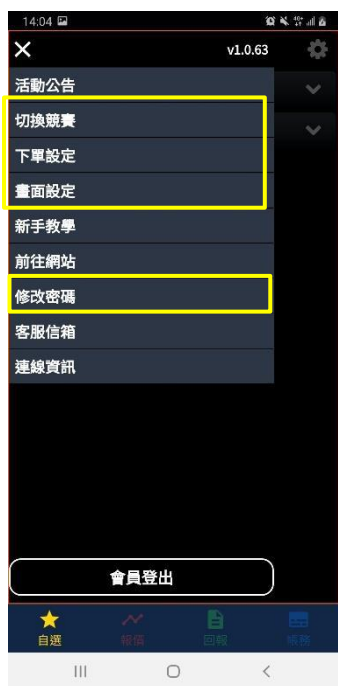 14:04
v1.0.63
活動公告
切換競賽
下單設定
畫面設定
新手教學
前往網站
修改密碼
客服信箱
連線資訊
會員登出
自選
報價
回報
帳務